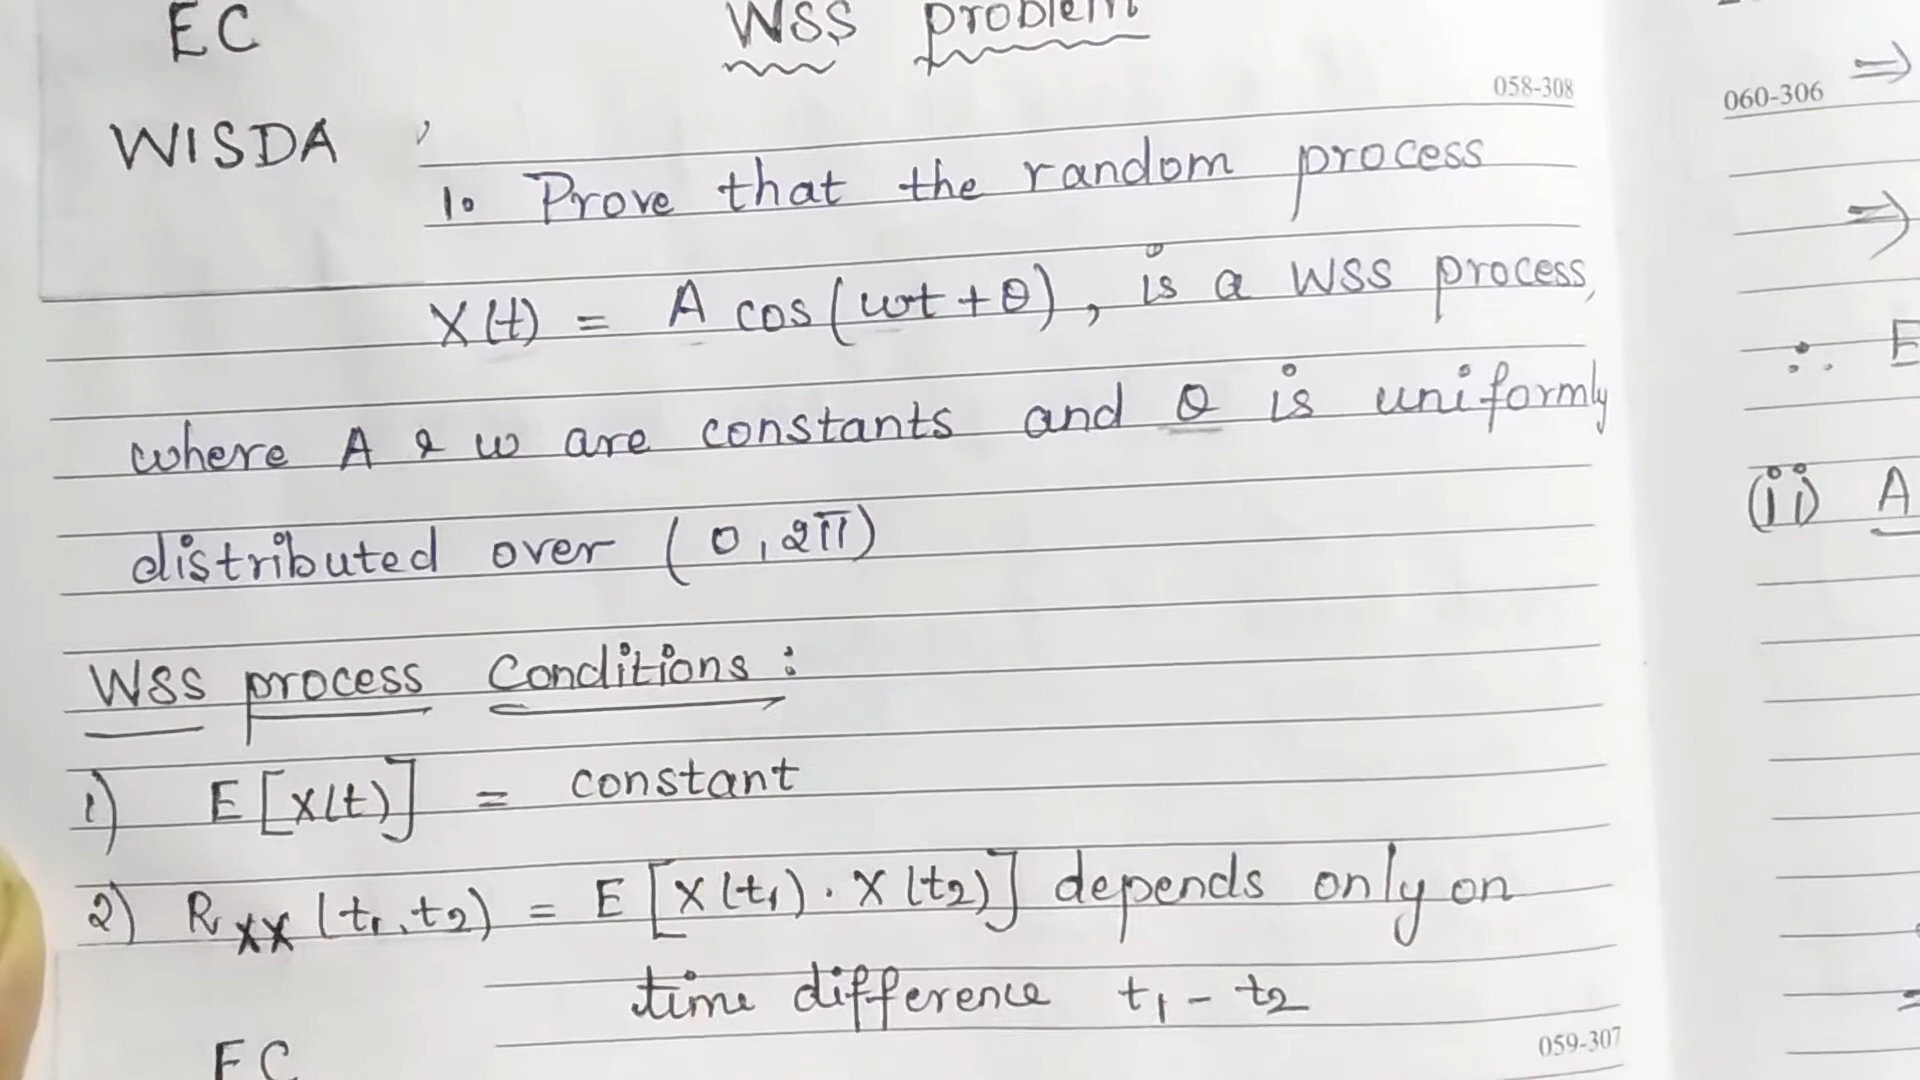 EC
WSS problem
058-308
WISDA
1. Prove that the random process
X(t) = A cos(ωt + θ), is a WSS process,
where A & ω are constants and θ is uniformly
distributed over (0, 2π)
WSS process Conditions :
1) E[X(t)] = constant
2) RXX (t1, t2) = E[X(t1) . X(t2)] depends only on
time difference t1 - t2
059-307
EC
060-306
⇒
⇒
∴ E
(ii) A